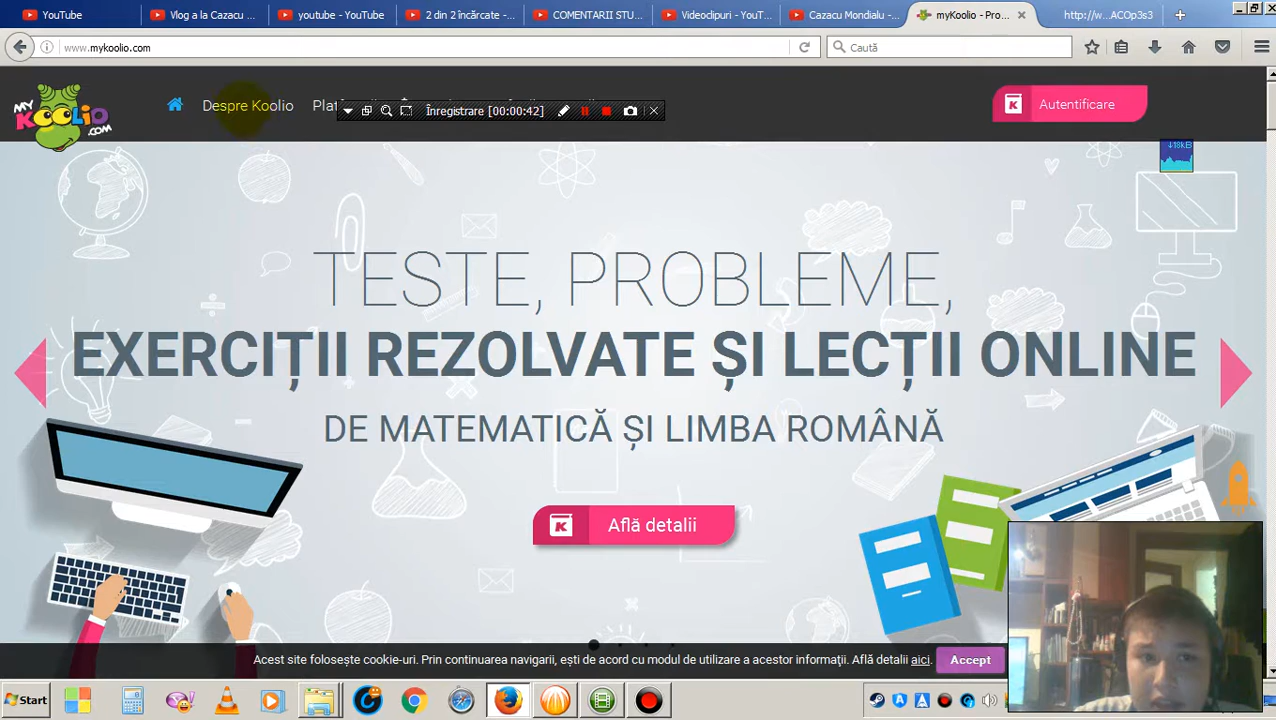 YouTube
Vlog a la Cazacu ...
youtube - YouTube
2 din 2 încărcate -...
COMENTARII STU...
Videoclipuri - YouT...
Cazacu Mondialu -...
myKoolio - Pro...
http://w...ACOp3s3
www.mykoolio.com
Caută
MY
KOOLIO
.COM
Despre Koolio
Înregistrare [00:00:42]
K Autentificare
↓18kB
TESTE, PROBLEME,
EXERCIȚII REZOLVATE ȘI LECȚII ONLINE
DE MATEMATICĂ ȘI LIMBA ROMÂNĂ
K Află detalii
Acest site folosește cookie-uri. Prin continuarea navigarii, ești de acord cu modul de utilizare a acestor informaţii. Află detalii aici.
Accept
Start